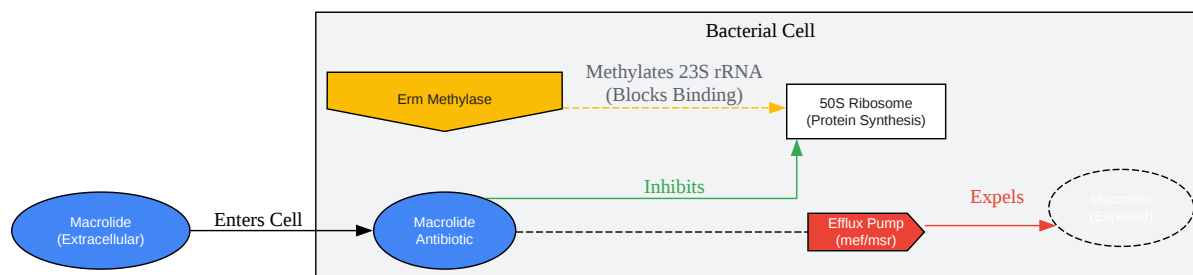 Bacterial Cell
Erm Methylase
Methylates 23S rRNA
(Blocks Binding)
50S Ribosome
(Protein Synthesis)
Macrolide
(Extracellular)
Enters Cell
Macrolide
Antibiotic
Inhibits
Efflux Pump
(mef/msr)
Expels
Macrolide
(Expelled)